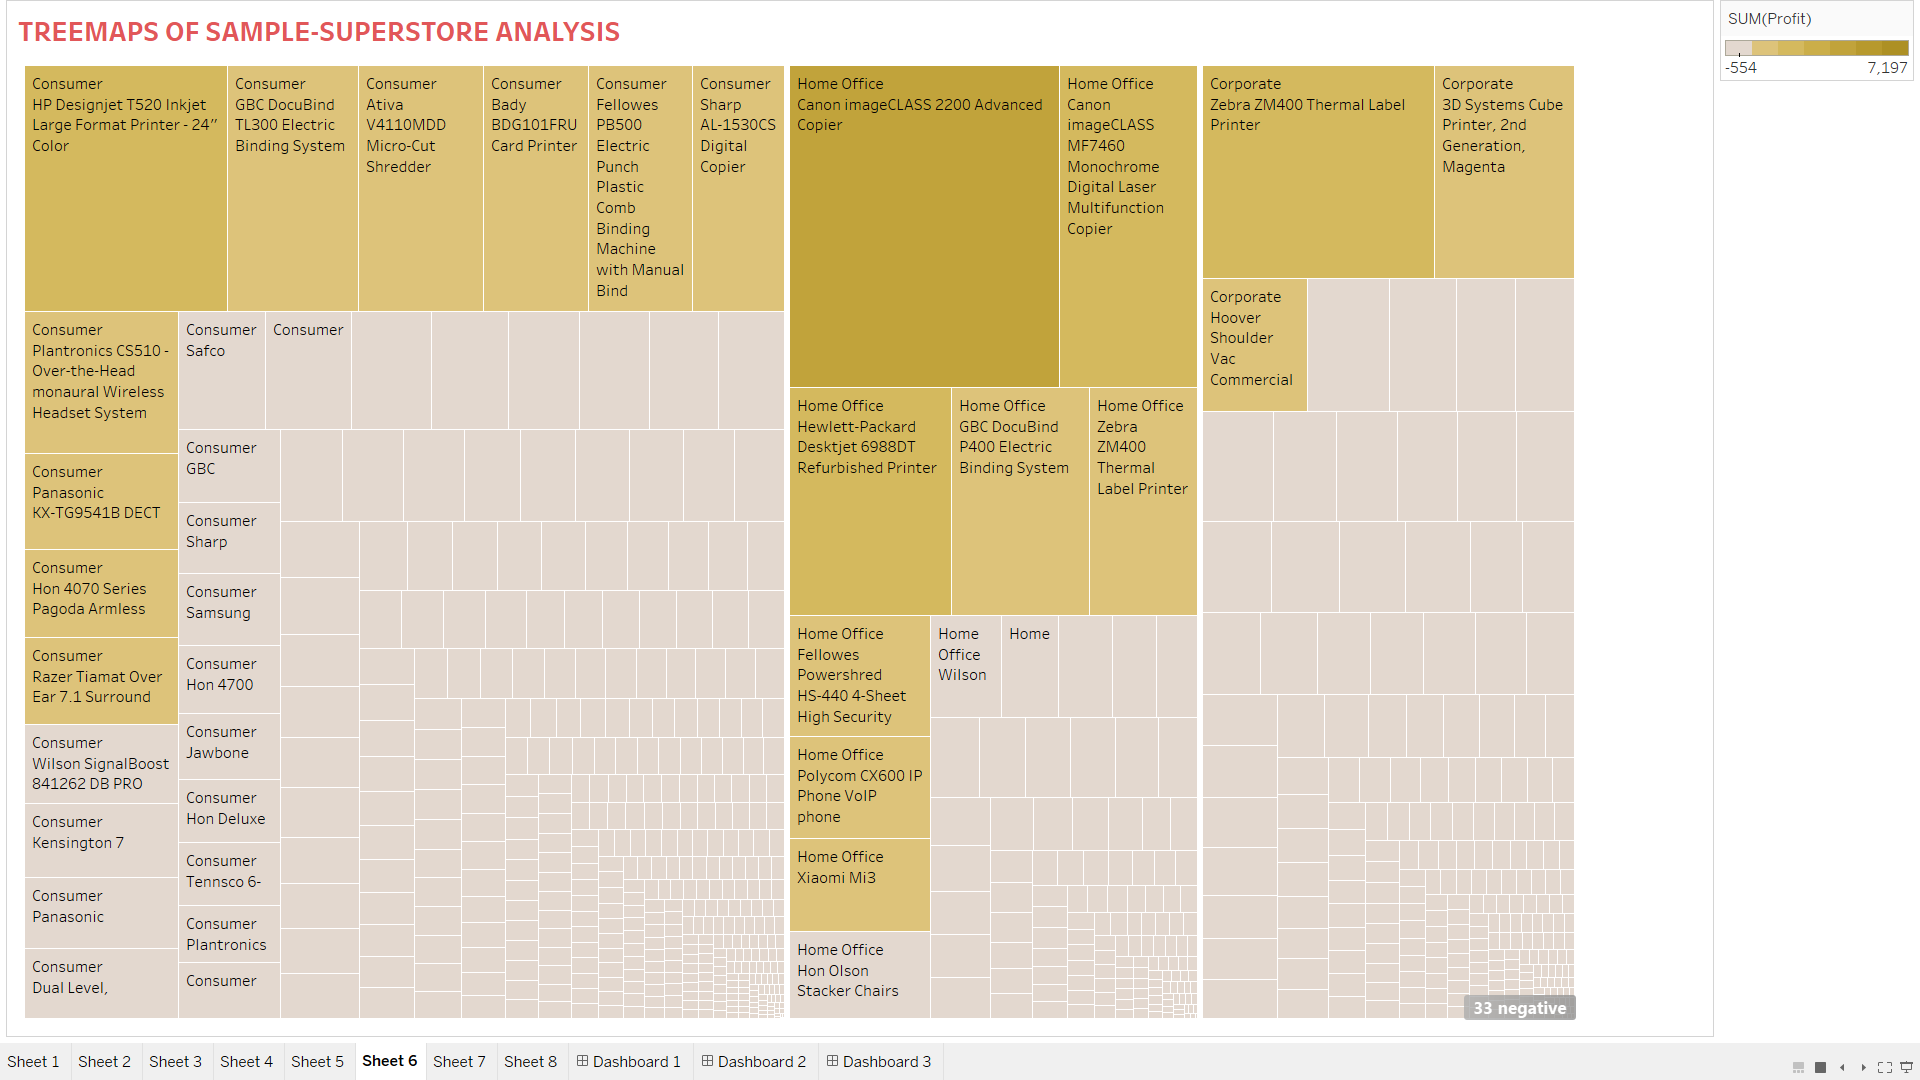 TREEMAPS OF SAMPLE-SUPERSTORE ANALYSIS
SUM(Profit)
-554
7,197
Consumer
HP Designjet T520 Inkjet
Large Format Printer - 24”
Color
Consumer
GBC DocuBind
TL300 Electric
Binding System
Consumer
Ativa
V4110MDD
Micro-Cut
Shredder
Consumer
Bady
BDG101FRU
Card Printer
Consumer
Fellowes
PB500
Electric
Punch
Plastic
Comb
Binding
Machine
with Manual
Bind
Consumer
Sharp
AL-1530CS
Digital
Copier
Consumer
Plantronics CS510 -
Over-the-Head
monaural Wireless
Headset System
Consumer
Panasonic
KX-TG9541B DECT
Consumer
Hon 4070 Series
Pagoda Armless
Consumer
Razer Tiamat Over
Ear 7.1 Surround
Consumer
Wilson SignalBoost
841262 DB PRO
Consumer
Kensington 7
Consumer
Panasonic
Consumer
Dual Level,
Consumer
Safco
Consumer
Consumer
GBC
Consumer
Sharp
Consumer
Samsung
Consumer
Hon 4700
Consumer
Jawbone
Consumer
Hon Deluxe
Consumer
Tennsco 6-
Consumer
Plantronics
Consumer
Home Office
Canon imageCLASS 2200 Advanced
Copier
Home Office
Canon
imageCLASS
MF7460
Monochrome
Digital Laser
Multifunction
Copier
Home Office
Hewlett-Packard
Desktjet 6988DT
Refurbished Printer
Home Office
GBC DocuBind
P400 Electric
Binding System
Home Office
Zebra
ZM400
Thermal
Label Printer
Home Office
Fellowes
Powershred
HS-440 4-Sheet
High Security
Home Office
Polycom CX600 IP
Phone VoIP
phone
Home Office
Xiaomi Mi3
Home Office
Hon Olson
Stacker Chairs
Home
Office
Wilson
Home
Corporate
Zebra ZM400 Thermal Label
Printer
Corporate
3D Systems Cube
Printer, 2nd
Generation,
Magenta
Corporate
Hoover
Shoulder
Vac
Commercial
33 negative
Sheet 1
Sheet 2
Sheet 3
Sheet 4
Sheet 5
Sheet 6
Sheet 7
Sheet 8
Dashboard 1
Dashboard 2
Dashboard 3